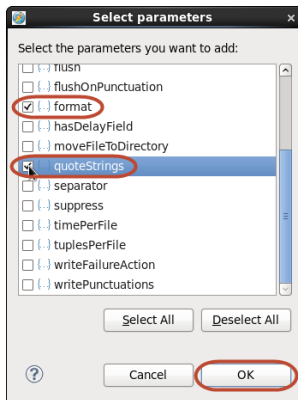 Select parameters
Select the parameters you want to add:
flush
flushOnPunctuation
format
hasDelayField
moveFileToDirectory
quoteStrings
separator
suppress
timePerFile
tuplesPerFile
writeFailureAction
writePunctuations
Select All Deselect All
? Cancel OK